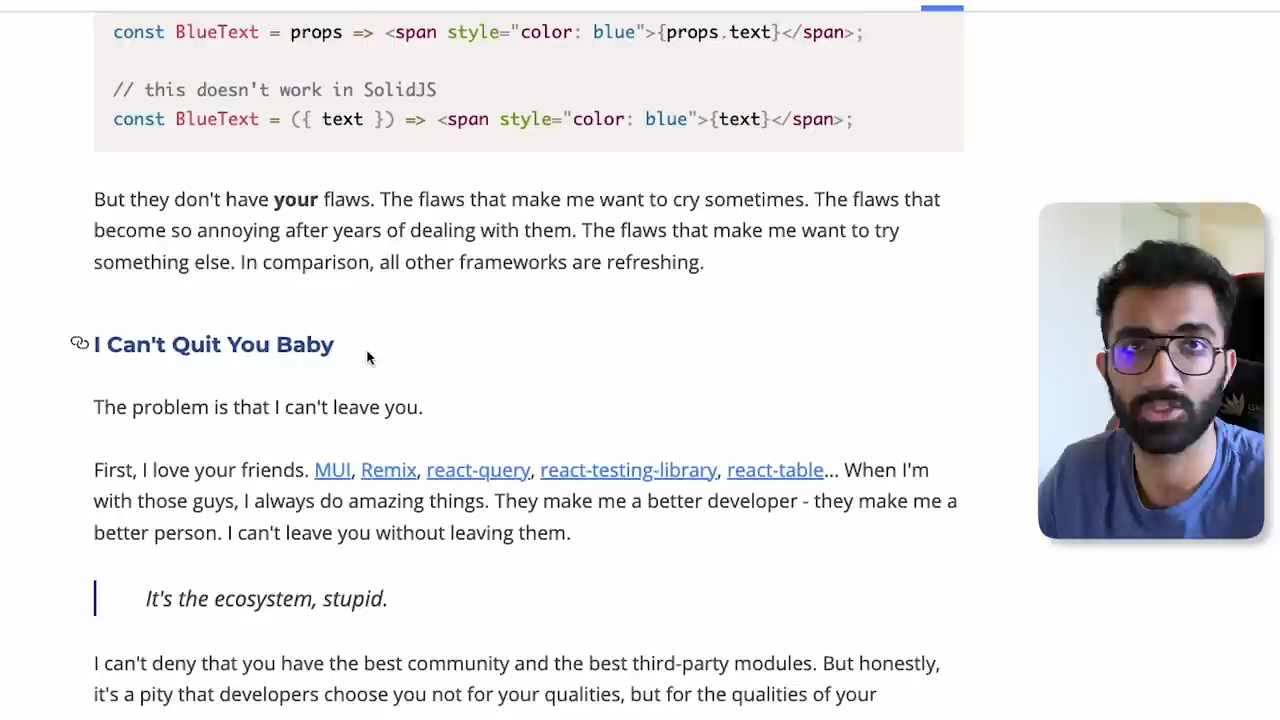 const BlueText = props => <span style="color: blue">{props.text}</span>;
// this doesn't work in SolidJS
const BlueText = ({ text }) => <span style="color: blue">{text}</span>;
But they don't have your flaws. The flaws that make me want to cry sometimes. The flaws that
become so annoying after years of dealing with them. The flaws that make me want to try
something else. In comparison, all other frameworks are refreshing.
I Can't Quit You Baby
The problem is that I can't leave you.
First, I love your friends. MUI, Remix, react-query, react-testing-library, react-table... When I'm
with those guys, I always do amazing things. They make me a better developer - they make me a
better person. I can't leave you without leaving them.
It's the ecosystem, stupid.
I can't deny that you have the best community and the best third-party modules. But honestly,
it's a pity that developers choose you not for your qualities, but for the qualities of your